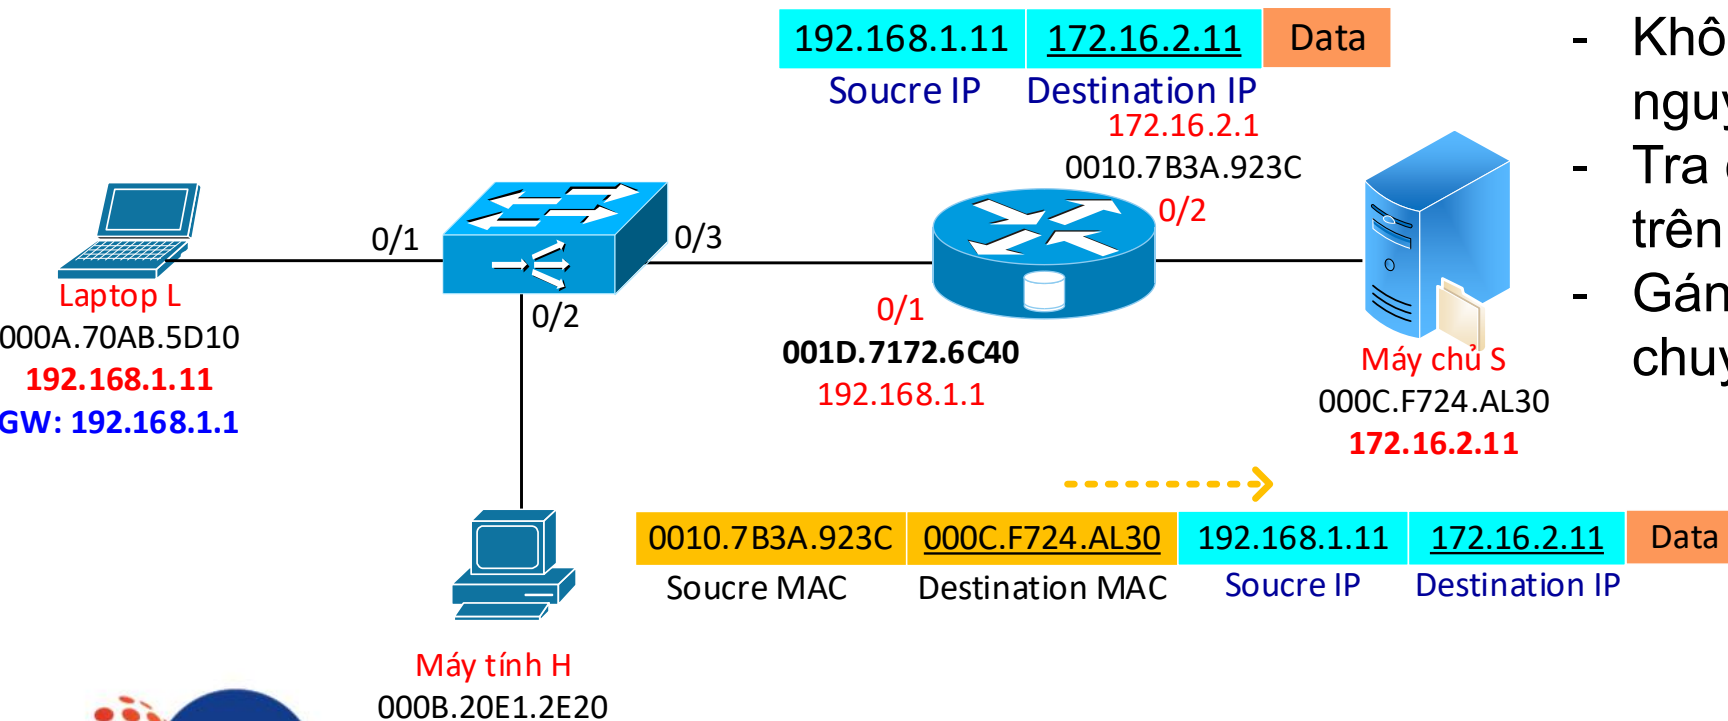 192.168.1.11 172.16.2.11 Data
Soucre IP Destination IP
172.16.2.1
0010.7B3A.923C
0/2
0/1
0/3
0/2
Laptop L
000A.70AB.5D10
192.168.1.11
GW: 192.168.1.1
0/1
001D.7172.6C40
192.168.1.1
Máy chủ S
000C.F724.AL30
172.16.2.11
-
-
Tra
trên
-
0010.7B3A.923C 000C.F724.AL30 192.168.1.11 172.16.2.11 Data
Soucre MAC Destination MAC Soucre IP Destination IP
Máy tính H
000B.20E1.2E20